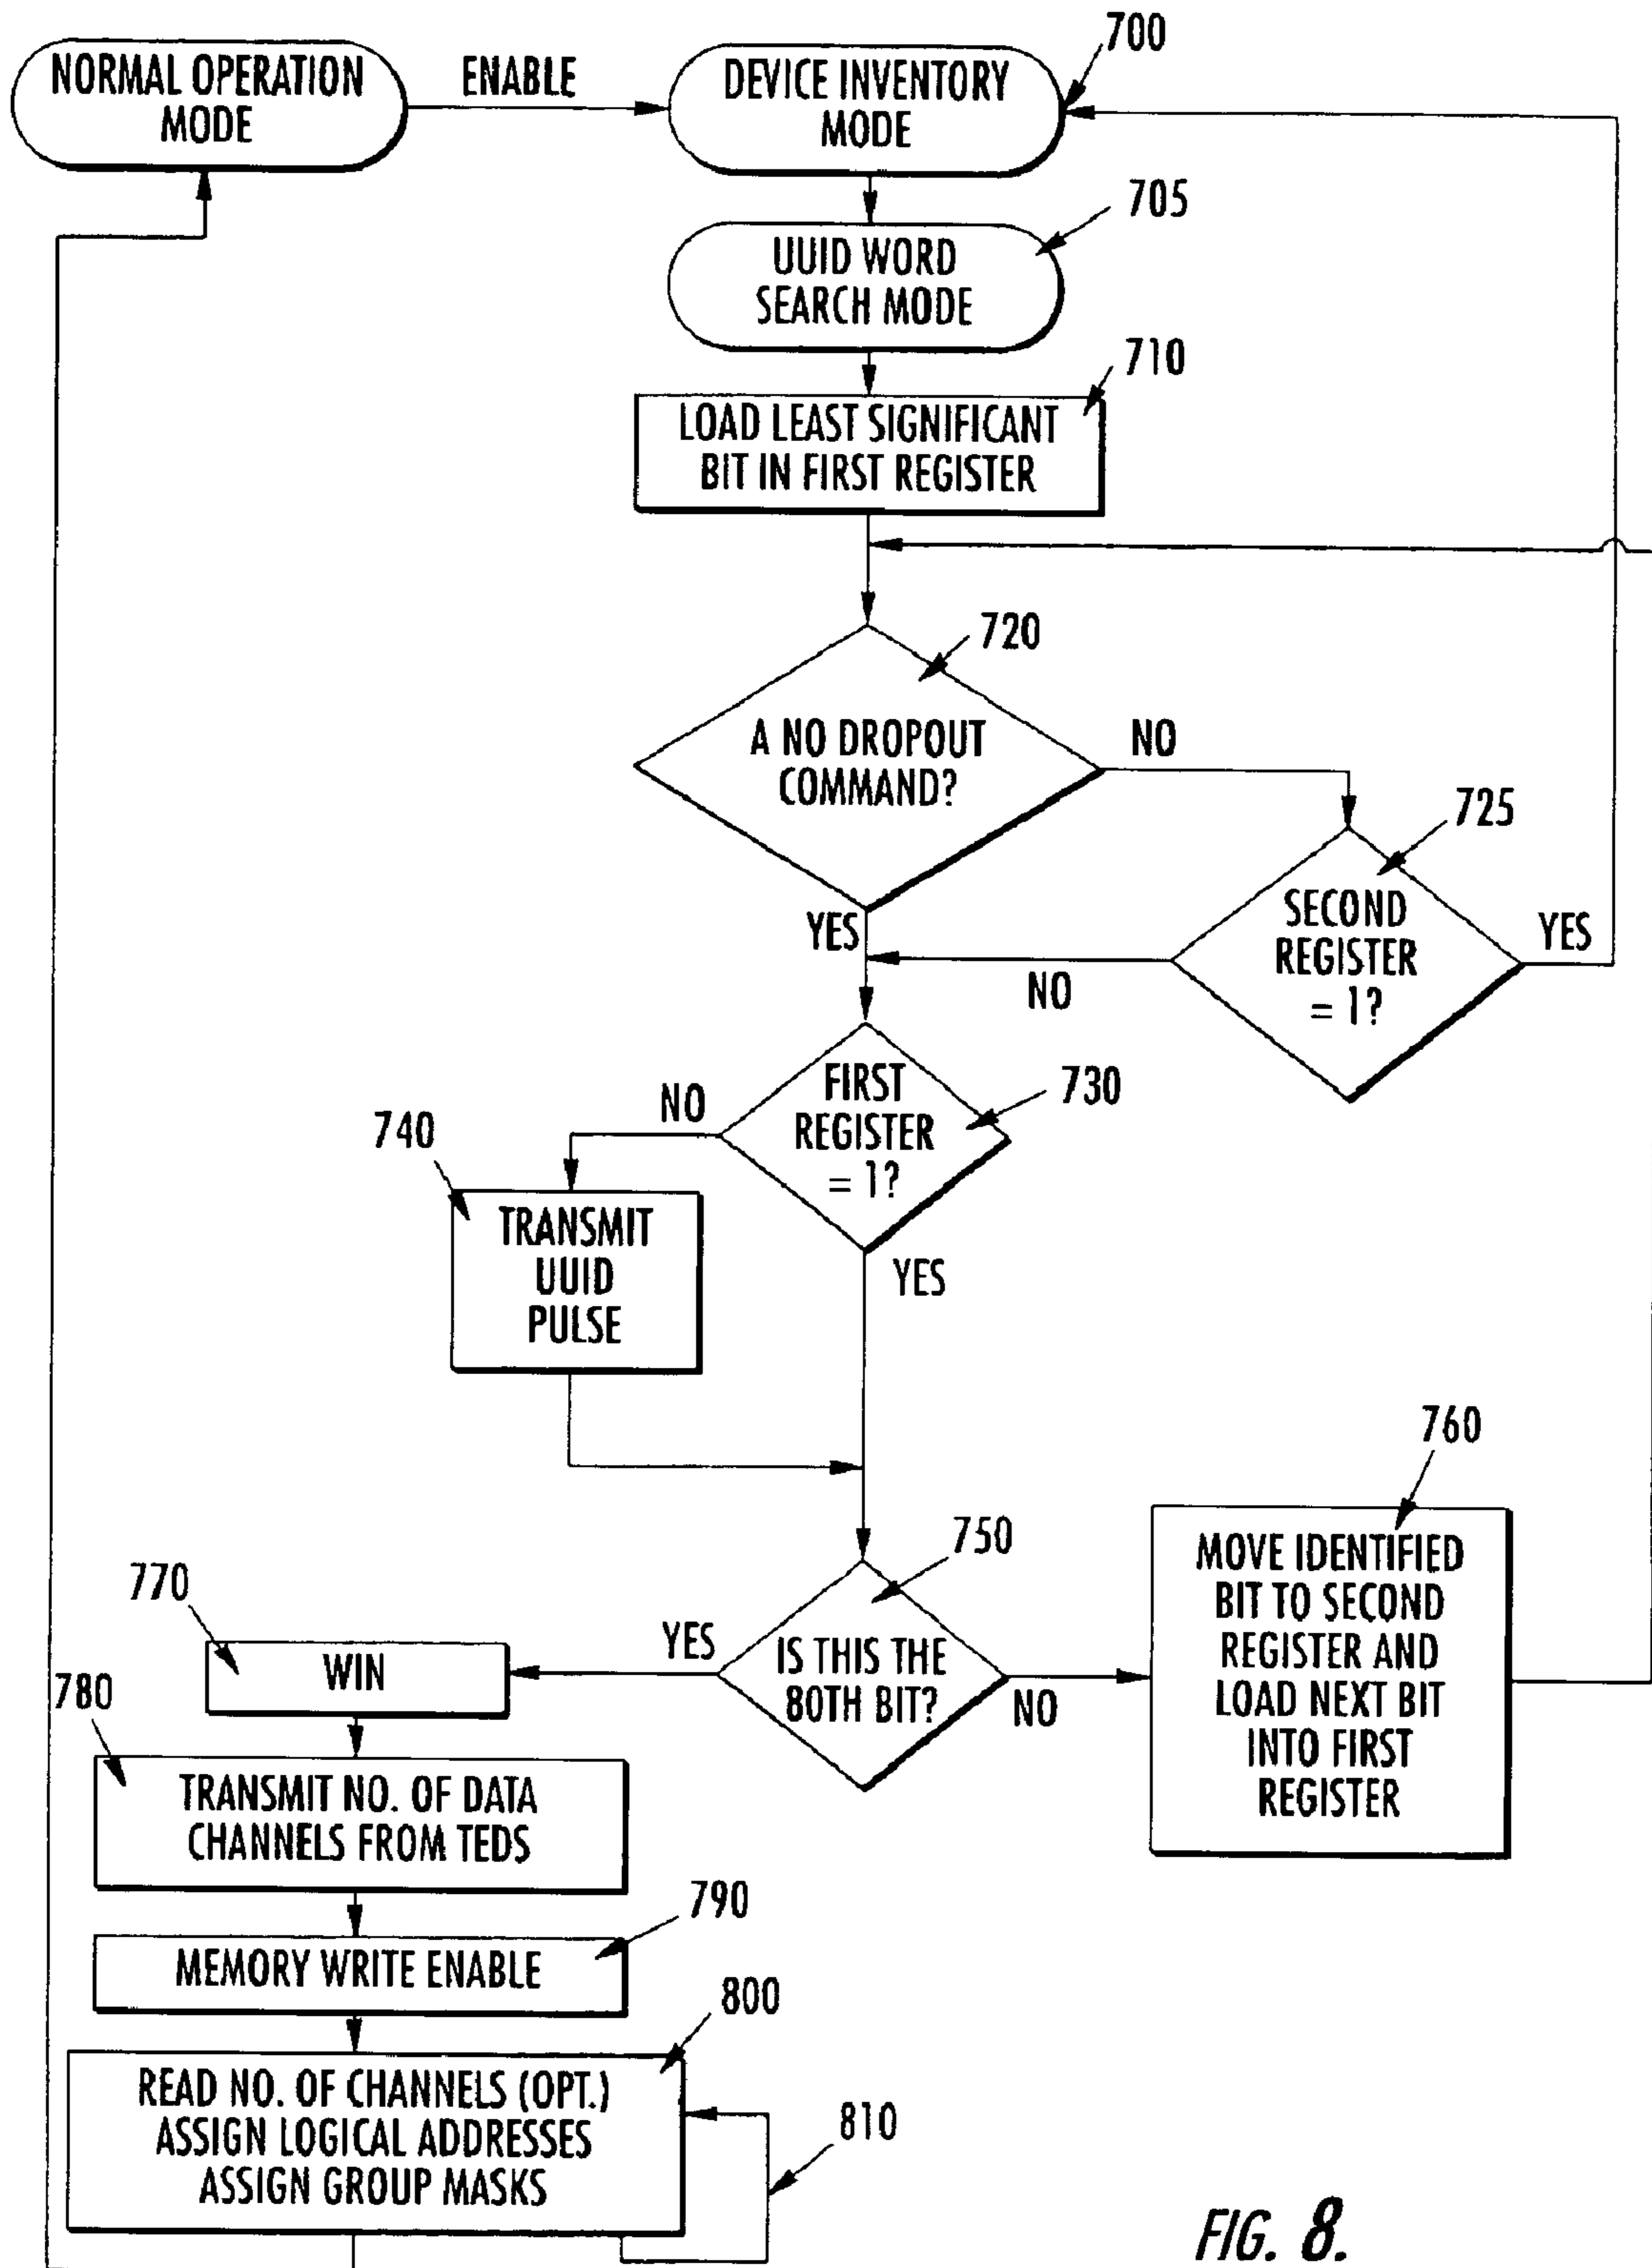 NORMAL OPERATION
MODE
ENABLE
DEVICE INVENTORY
MODE
700
UUID WORD
SEARCH MODE
705
LOAD LEAST SIGNIFICANT
BIT IN FIRST REGISTER
710
A NO DROPOUT
COMMAND?
720
NO
YES
SECOND
REGISTER
= 1?
725
YES
NO
FIRST
REGISTER
= 1?
730
NO
YES
740
TRANSMIT
UUID
PULSE
IS THIS THE
80TH BIT?
750
YES
NO
760
MOVE IDENTIFIED
BIT TO SECOND
REGISTER AND
LOAD NEXT BIT
INTO FIRST
REGISTER
770
WIN
780
TRANSMIT NO. OF DATA
CHANNELS FROM TEDS
790
MEMORY WRITE ENABLE
800
READ NO. OF CHANNELS (OPT.)
ASSIGN LOGICAL ADDRESSES
ASSIGN GROUP MASKS
810
FIG. 8.